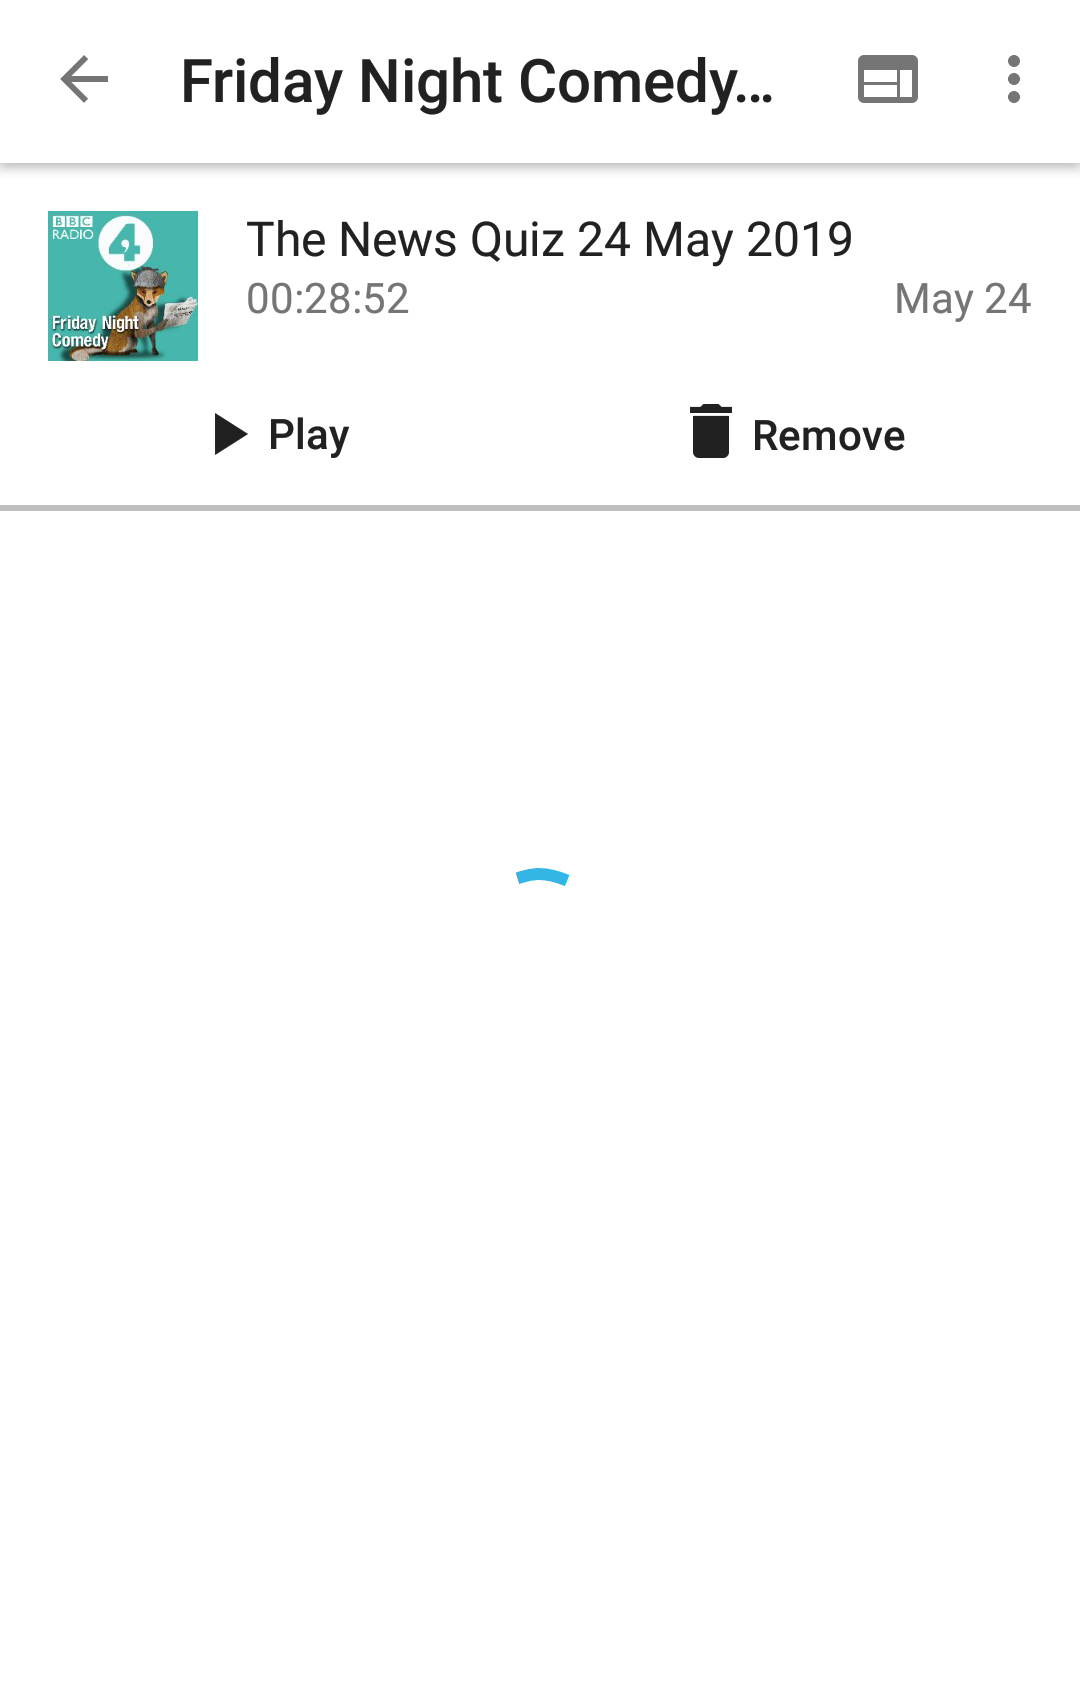 Friday Night Comedy...
BBC
RADIO 4
Friday Night
Comedy
The News Quiz 24 May 2019
00:28:52
May 24
Play
Remove